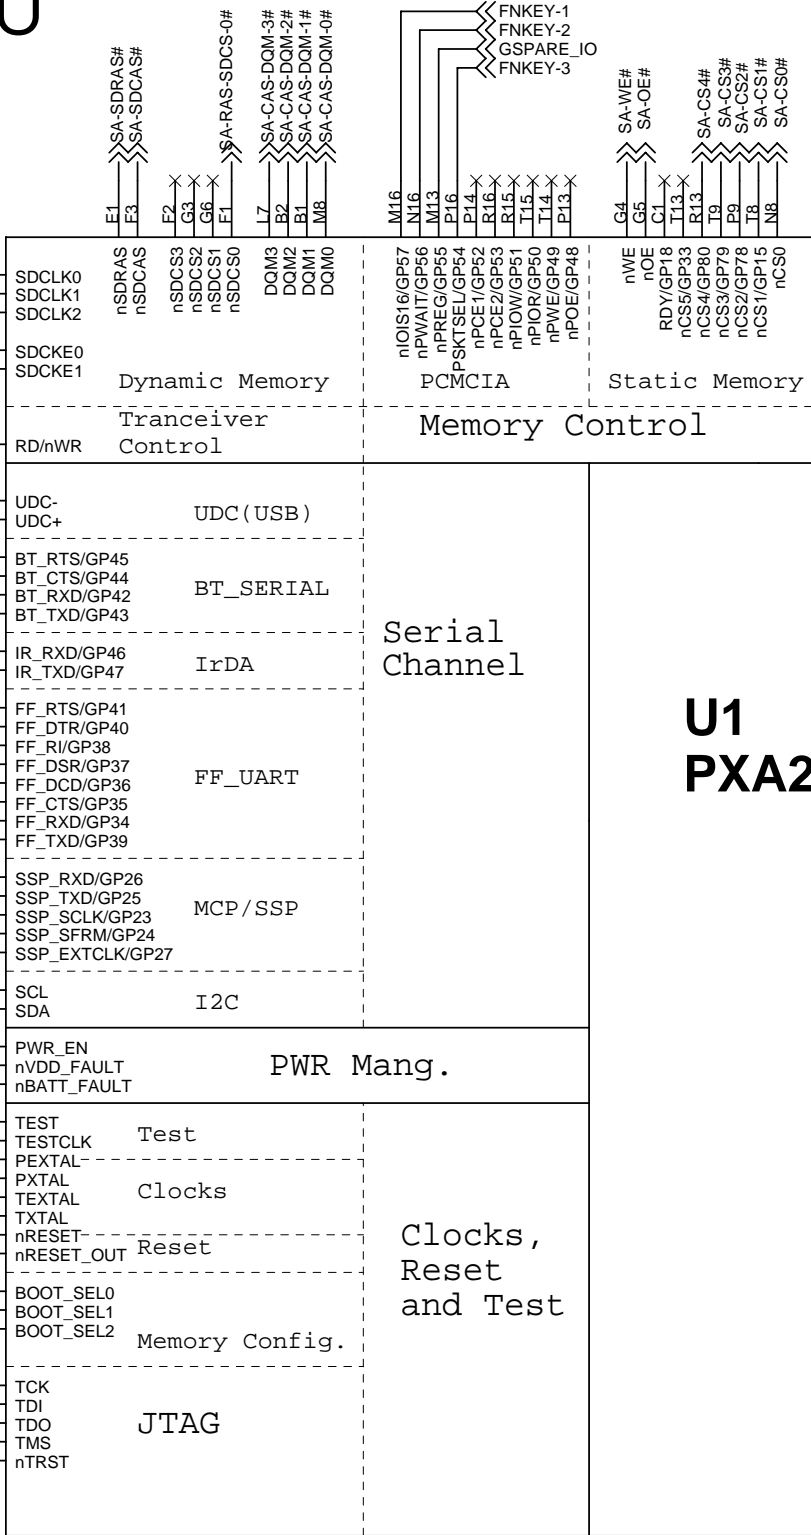 U
FNKEY-1
FNKEY-2
GSPARE_IO
FNKEY-3
SA-SDRAS#
SA-SDCAS#
SA-RAS-SDCS-0#
SA-CAS-DQM-3#
SA-CAS-DQM-2#
SA-CAS-DQM-1#
SA-CAS-DQM-0#
SA-WE#
SA-OE#
SA-CS4#
SA-CS3#
SA-CS2#
SA-CS1#
SA-CS0#
E1
F3
F2
G3
G6
F1
L7
B2
B1
M8
M16
N16
M13
P16
P14
R16
R15
T15
T14
P13
G4
G5
C1
T13
R13
T9
P9
T8
N8
nSDRAS
nSDCAS
nSDCS3
nSDCS2
nSDCS1
nSDCS0
DQM3
DQM2
DQM1
DQM0
nIOIS16/GP57
nPWAIT/GP56
nPREG/GP55
PSKTSEL/GP54
nPCE1/GP52
nPCE2/GP53
nPIOW/GP51
nPIOR/GP50
nPWE/GP49
nPOE/GP48
nWE
nOE
RDY/GP18
nCS5/GP33
nCS4/GP80
nCS3/GP79
nCS2/GP78
nCS1/GP15
nCS0
SDCLK0
SDCLK1
SDCLK2
SDCKE0
SDCKE1
Dynamic Memory
PCMCIA
Static Memory
Tranceiver
Control
Memory Control
RD/nWR
UDC-
UDC+
UDC(USB)
BT_RTS/GP45
BT_CTS/GP44
BT_RXD/GP42
BT_TXD/GP43
BT_SERIAL
IR_RXD/GP46
IR_TXD/GP47
IrDA
Serial
Channel
FF_RTS/GP41
FF_DTR/GP40
FF_RI/GP38
FF_DSR/GP37
FF_DCD/GP36
FF_CTS/GP35
FF_RXD/GP34
FF_TXD/GP39
FF_UART
U1
PXA2
SSP_RXD/GP26
SSP_TXD/GP25
SSP_SCLK/GP23
SSP_SFRM/GP24
SSP_EXTCLK/GP27
MCP/SSP
SCL
SDA
I2C
PWR_EN
nVDD_FAULT
nBATT_FAULT
PWR Mang.
TEST
TESTCLK
Test
PEXTAL
PXTAL
TEXTAL
TXTAL
Clocks
nRESET
nRESET_OUT
Reset
Clocks,
Reset
and Test
BOOT_SEL0
BOOT_SEL1
BOOT_SEL2
Memory Config.
TCK
TDI
TDO
TMS
nTRST
JTAG